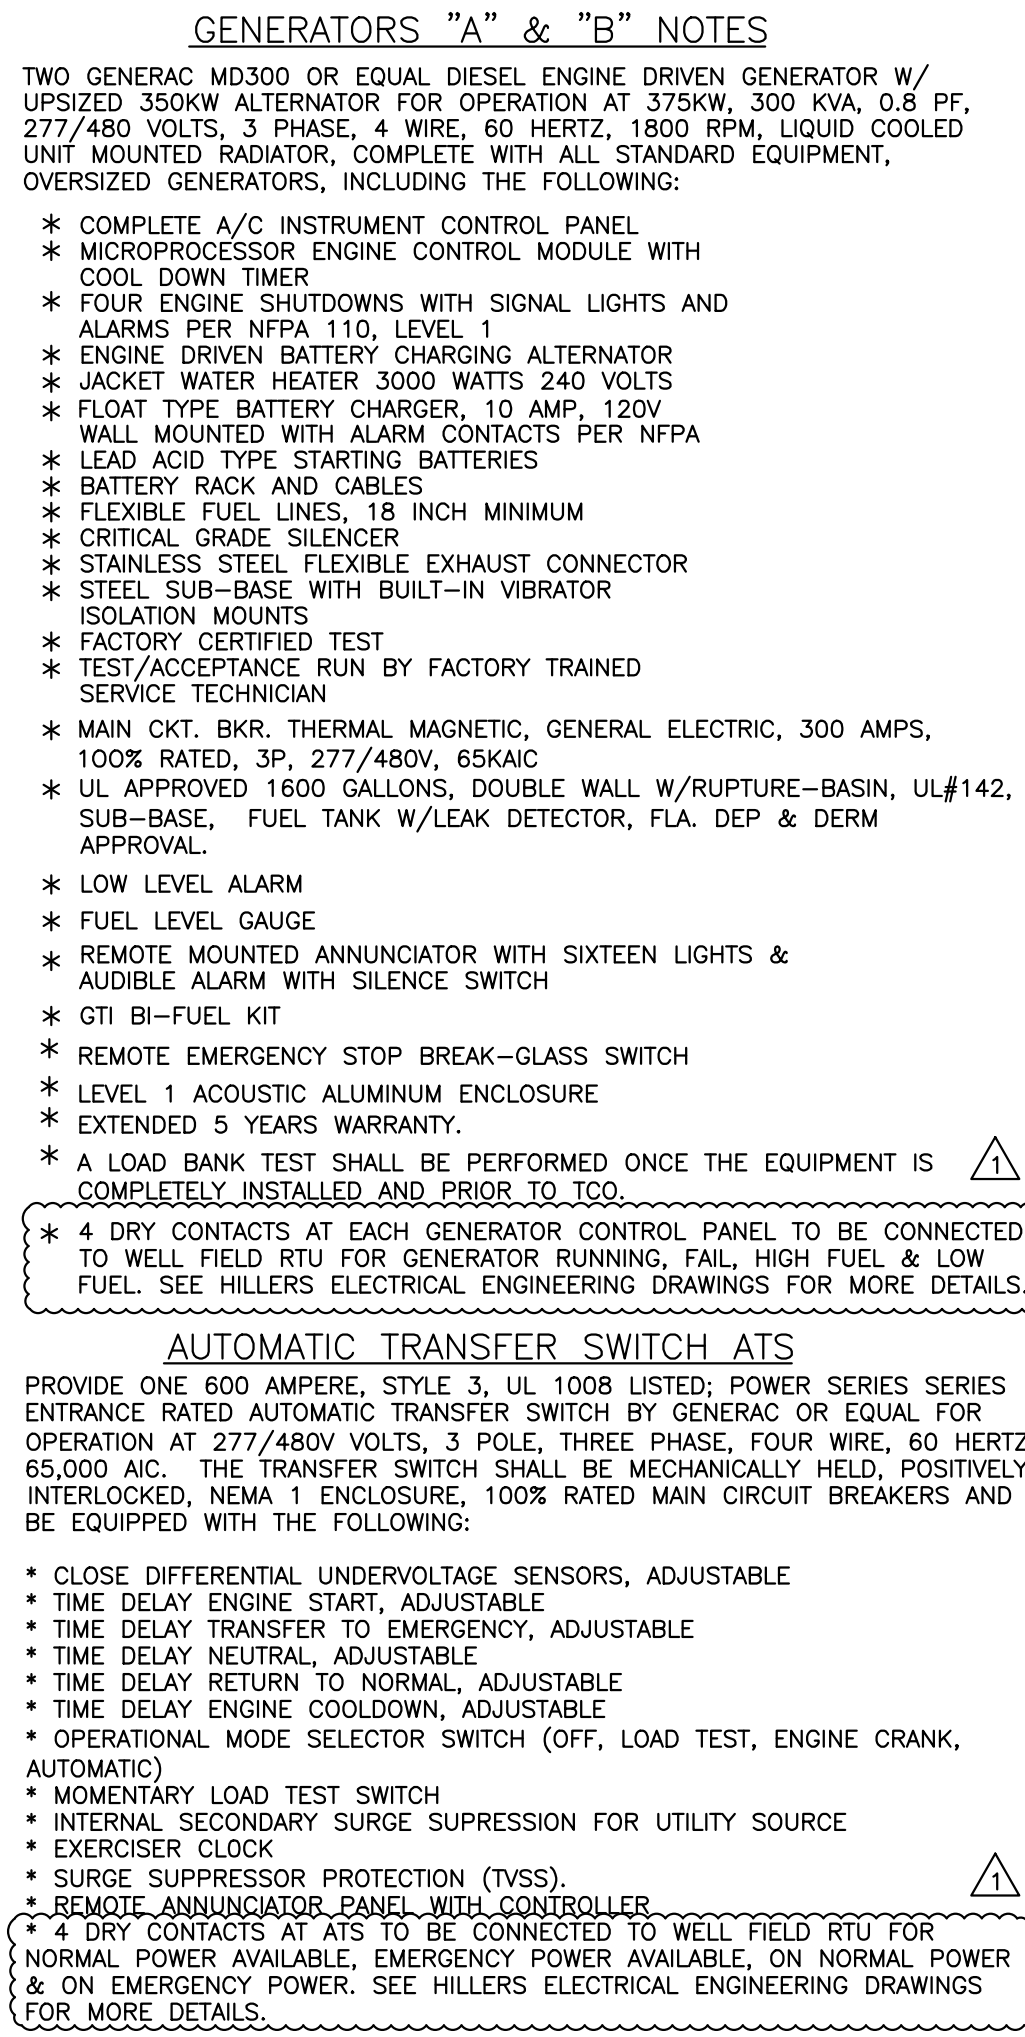 GENERATORS "A" & "B" NOTES
TWO GENERAC MD300 OR EQUAL DIESEL ENGINE DRIVEN GENERATOR W/
UPSIZED 350KW ALTERNATOR FOR OPERATION AT 375KW, 300 KVA, 0.8 PF,
277/480 VOLTS, 3 PHASE, 4 WIRE, 60 HERTZ, 1800 RPM, LIQUID COOLED
UNIT MOUNTED RADIATOR, COMPLETE WITH ALL STANDARD EQUIPMENT,
OVERSIZED GENERATORS, INCLUDING THE FOLLOWING:
* COMPLETE A/C INSTRUMENT CONTROL PANEL
* MICROPROCESSOR ENGINE CONTROL MODULE WITH
COOL DOWN TIMER
* FOUR ENGINE SHUTDOWNS WITH SIGNAL LIGHTS AND
ALARMS PER NFPA 110, LEVEL 1
* ENGINE DRIVEN BATTERY CHARGING ALTERNATOR
* JACKET WATER HEATER 3000 WATTS 240 VOLTS
* FLOAT TYPE BATTERY CHARGER, 10 AMP, 120V
WALL MOUNTED WITH ALARM CONTACTS PER NFPA
* LEAD ACID TYPE STARTING BATTERIES
* BATTERY RACK AND CABLES
* FLEXIBLE FUEL LINES, 18 INCH MINIMUM
* CRITICAL GRADE SILENCER
* STAINLESS STEEL FLEXIBLE EXHAUST CONNECTOR
* STEEL SUB-BASE WITH BUILT-IN VIBRATOR
ISOLATION MOUNTS
* FACTORY CERTIFIED TEST
* TEST/ACCEPTANCE RUN BY FACTORY TRAINED
SERVICE TECHNICIAN
* MAIN CKT. BKR. THERMAL MAGNETIC, GENERAL ELECTRIC, 300 AMPS,
100% RATED, 3P, 277/480V, 65KAIC
* UL APPROVED 1600 GALLONS, DOUBLE WALL W/RUPTURE-BASIN, UL#142,
SUB-BASE, FUEL TANK W/LEAK DETECTOR, FLA. DEP & DERM
APPROVAL.
* LOW LEVEL ALARM
* FUEL LEVEL GAUGE
* REMOTE MOUNTED ANNUNCIATOR WITH SIXTEEN LIGHTS &
AUDIBLE ALARM WITH SILENCE SWITCH
* GTI BI-FUEL KIT
* REMOTE EMERGENCY STOP BREAK-GLASS SWITCH
* LEVEL 1 ACOUSTIC ALUMINUM ENCLOSURE
* EXTENDED 5 YEARS WARRANTY.
* A LOAD BANK TEST SHALL BE PERFORMED ONCE THE EQUIPMENT IS
COMPLETELY INSTALLED AND PRIOR TO TCO.
1
* 4 DRY CONTACTS AT EACH GENERATOR CONTROL PANEL TO BE CONNECTED
TO WELL FIELD RTU FOR GENERATOR RUNNING, FAIL, HIGH FUEL & LOW
FUEL. SEE HILLERS ELECTRICAL ENGINEERING DRAWINGS FOR MORE DETAILS.
AUTOMATIC TRANSFER SWITCH ATS
PROVIDE ONE 600 AMPERE, STYLE 3, UL 1008 LISTED; POWER SERIES SERIES
ENTRANCE RATED AUTOMATIC TRANSFER SWITCH BY GENERAC OR EQUAL FOR
OPERATION AT 277/480V VOLTS, 3 POLE, THREE PHASE, FOUR WIRE, 60 HERTZ
65,000 AIC. THE TRANSFER SWITCH SHALL BE MECHANICALLY HELD, POSITIVELY
INTERLOCKED, NEMA 1 ENCLOSURE, 100% RATED MAIN CIRCUIT BREAKERS AND
BE EQUIPPED WITH THE FOLLOWING:
* CLOSE DIFFERENTIAL UNDERVOLTAGE SENSORS, ADJUSTABLE
* TIME DELAY ENGINE START, ADJUSTABLE
* TIME DELAY TRANSFER TO EMERGENCY, ADJUSTABLE
* TIME DELAY NEUTRAL, ADJUSTABLE
* TIME DELAY RETURN TO NORMAL, ADJUSTABLE
* TIME DELAY ENGINE COOLDOWN, ADJUSTABLE
* OPERATIONAL MODE SELECTOR SWITCH (OFF, LOAD TEST, ENGINE CRANK,
AUTOMATIC)
* MOMENTARY LOAD TEST SWITCH
* INTERNAL SECONDARY SURGE SUPRESSION FOR UTILITY SOURCE
* EXERCISER CLOCK
* SURGE SUPPRESSOR PROTECTION (TVSS).
1
* REMOTE ANNUNCIATOR PANEL WITH CONTROLLER
* 4 DRY CONTACTS AT ATS TO BE CONNECTED TO WELL FIELD RTU FOR
NORMAL POWER AVAILABLE, EMERGENCY POWER AVAILABLE, ON NORMAL POWER
& ON EMERGENCY POWER. SEE HILLERS ELECTRICAL ENGINEERING DRAWINGS
FOR MORE DETAILS.